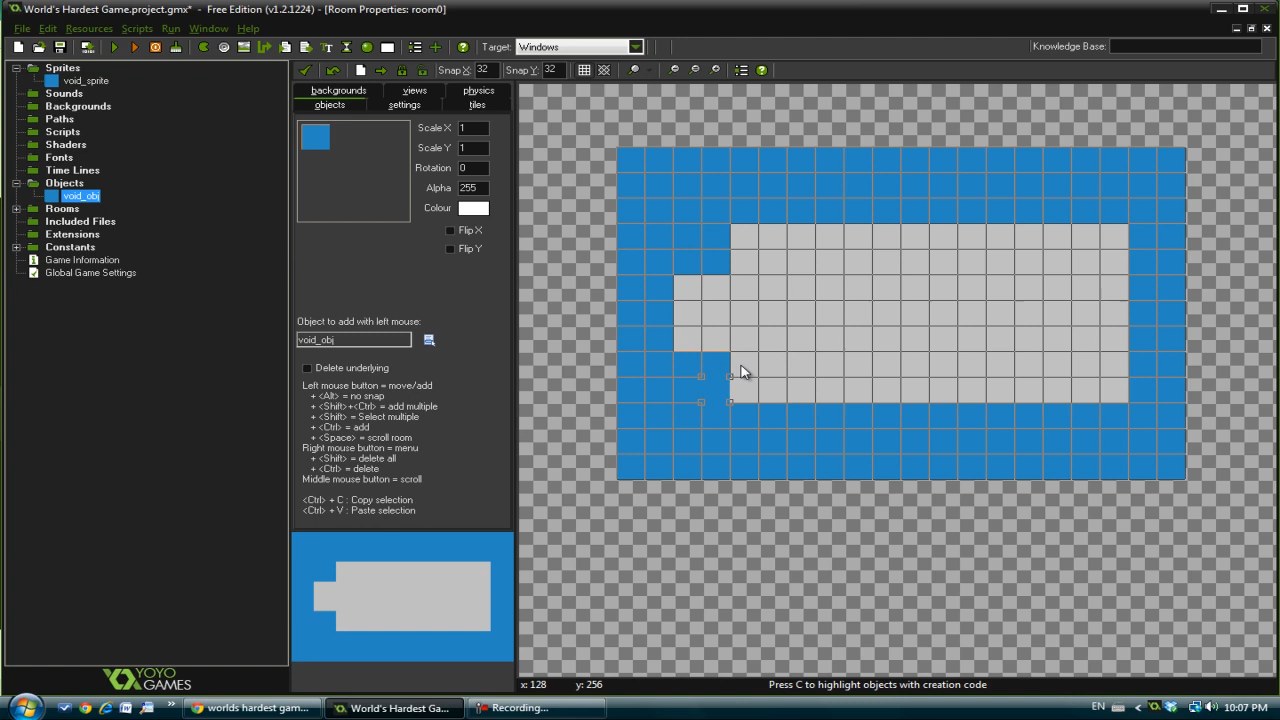 World's Hardest Game.project.gmx* - Free Edition (v1.2.1224) - [Room Properties: room0]
File Edit Resources Scripts Run Window Help
Target: Windows
Knowledge Base:
Sprites
void_sprite
Sounds
Backgrounds
Paths
Scripts
Shaders
Fonts
Time Lines
Objects
void_obj
Rooms
Included Files
Extensions
Constants
Game Information
Global Game Settings
YOYO
GAMES
Snap X: 32 Snap Y: 32
backgrounds views physics
objects settings tiles
Scale X 1
Scale Y 1
Rotation 0
Alpha 255
Colour
Flip X
Flip Y
Object to add with left mouse:
void_obj
Delete underlying
Left mouse button = move/add
+ <Alt> = no snap
+ <Shift>+<Ctrl> = add multiple
+ <Shift> = Select multiple
+ <Ctrl> = add
+ <Space> = scroll room
Right mouse button = menu
+ <Shift> = delete all
+ <Ctrl> = delete
Middle mouse button = scroll
<Ctrl> + C : Copy selection
<Ctrl> + V : Paste selection
x: 128 y: 256 Press C to highlight objects with creation code
worlds hardest gam... World's Hardest Ga... Recording... EN 10:07 PM